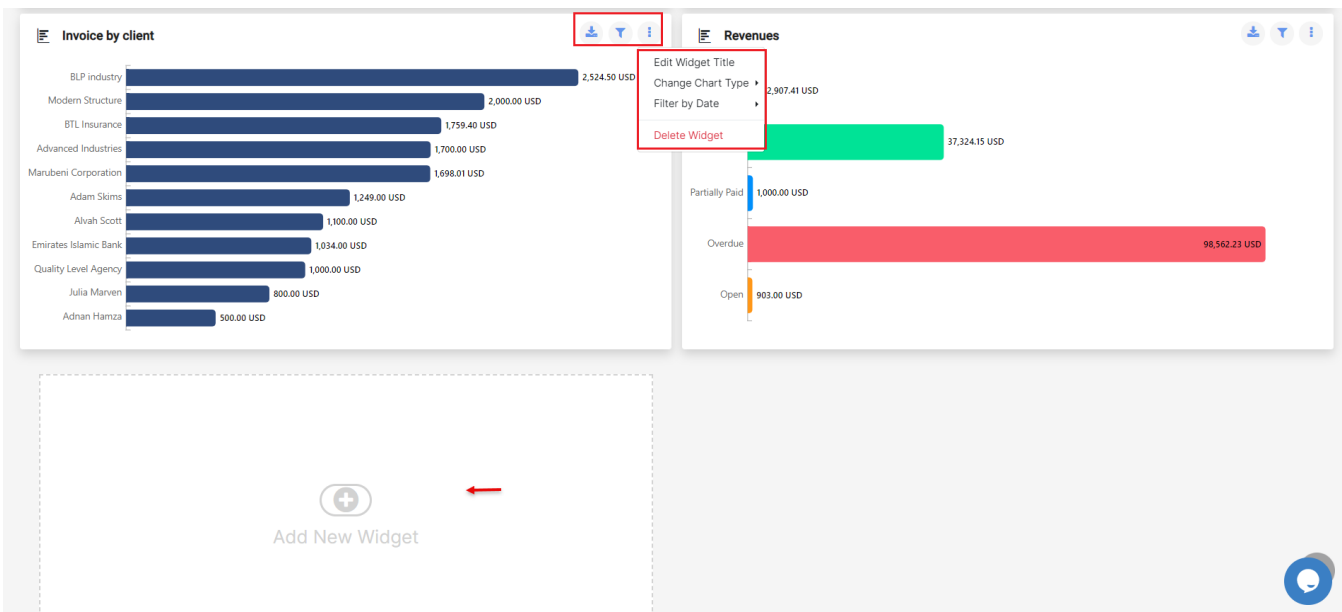 Invoice by client
BLP industry 2,524.50 USD
Modern Structure 2,000.00 USD
BTL Insurance 1,759.40 USD
Advanced Industries 1,700.00 USD
Marubeni Corporation 1,698.01 USD
Adam Skims 1,249.00 USD
Alvah Scott 1,100.00 USD
Emirates Islamic Bank 1,034.00 USD
Quality Level Agency 1,000.00 USD
Julia Marven 800.00 USD
Adnan Hamza 500.00 USD
Edit Widget Title
Change Chart Type
Filter by Date
Delete Widget
Revenues
2,907.41 USD
37,324.15 USD
Partially Paid 1,000.00 USD
Overdue 98,562.23 USD
Open 903.00 USD
Add New Widget